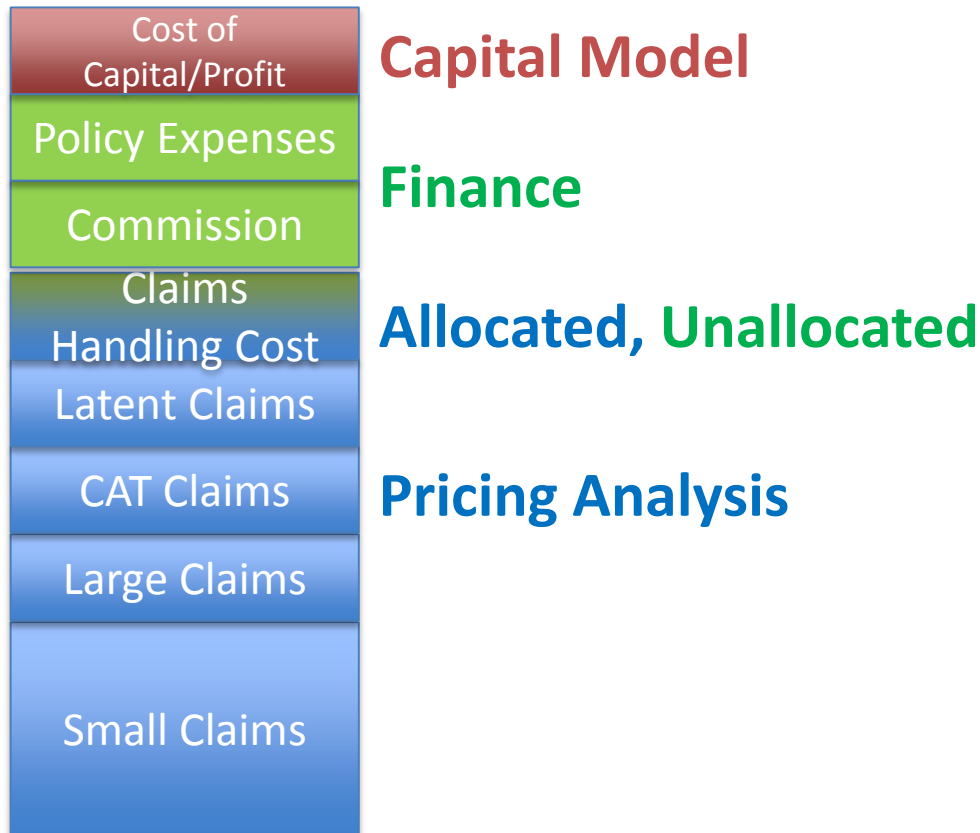 Cost of
Capital/Profit
Capital Model
Policy Expenses
Finance
Commission
Claims
Handling Cost
Allocated, Unallocated
Latent Claims
CAT Claims
Pricing Analysis
Large Claims
Small Claims